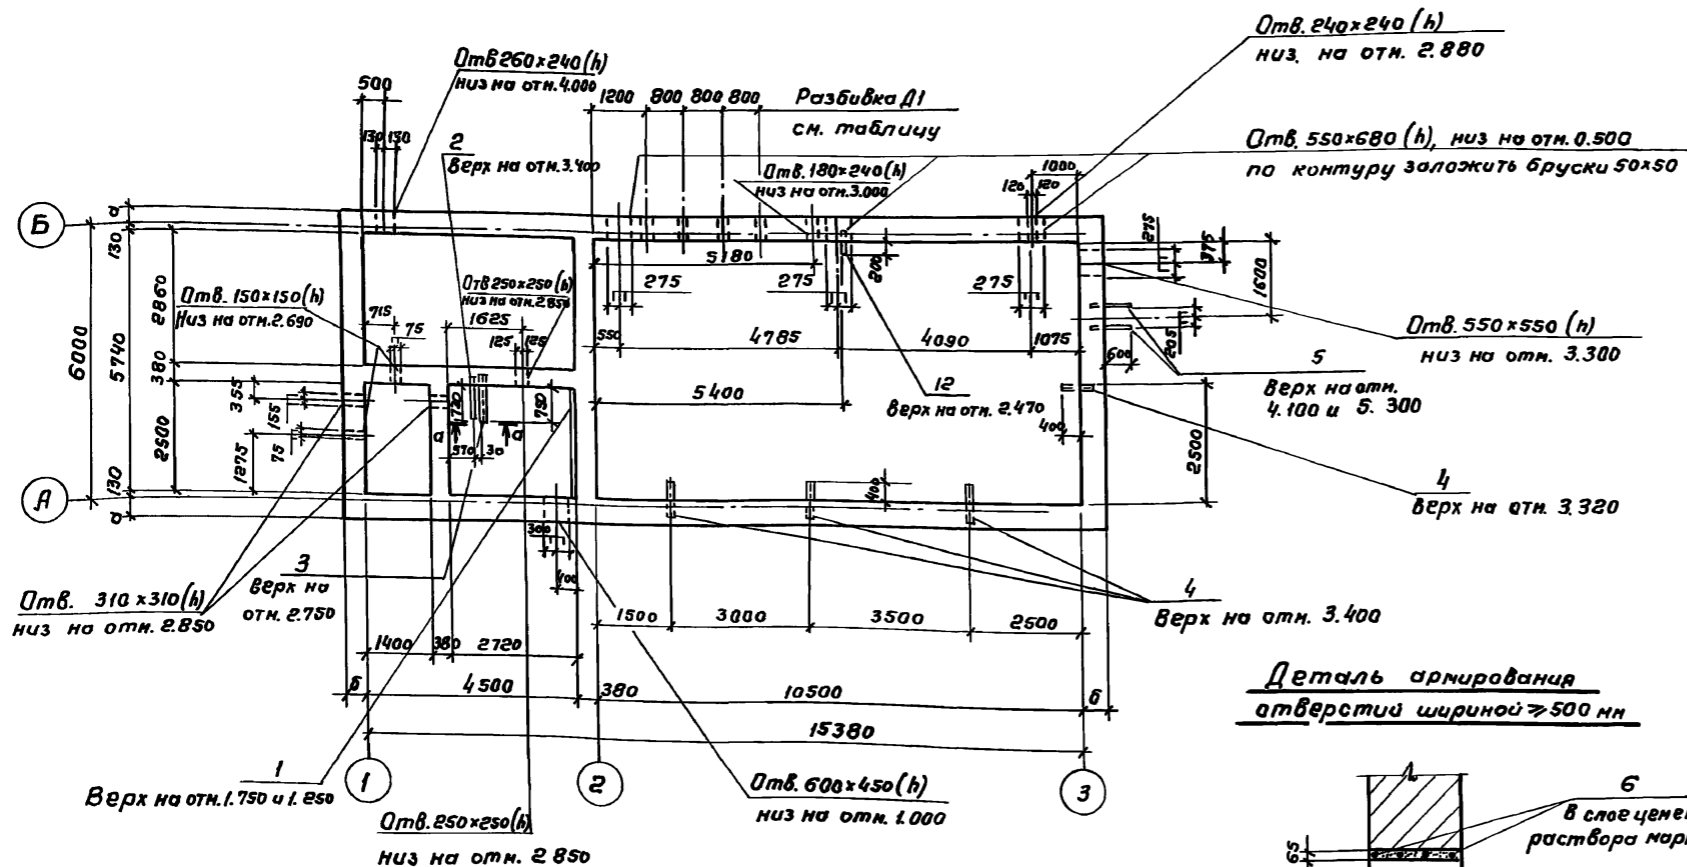 Отв. 240×240 (h)
низ. на отм. 2.880
Отв 260×240 (h)
низ на отм. 4.000
500
1200 800 800 800
Разбивка Д1
см. таблицу
130 130
2
Верх на отм. 3.400
Отв. 180×240 (h)
низ на отм. 3.000
Отв. 550×680 (h), низ на отм. 0.500
по контуру заложить бруски 50×50
1000
120 120
Б
а
130
6000
5740
2860
380
2500
130
а
А
Отв. 150×150 (h)
Низ на отм. 2.690
715
75
Отв 250×250 (h)
низ на отм. 2.850
1625
125 125
5180
200
275 275 275
550 4785 4090 1075
5400
12
Верх на отм. 2.470
275
375
1600
205
600
Отв. 550×550 (h)
низ на отм. 3.300
5
Верх на отм.
4.100 и 5.300
400
2500
4
Верх на отм. 3.320
355
155
1275
75
720
750
а а
570 30
400
300
400
3
Верх на
отм. 2.750
Отв. 310×310 (h)
низ на отм. 2.850
4
Верх на отм. 3.400
1500 3000 3500 2600
1400 380 2720
б 4500 380 10500 б
15380
1
Верх на отм. 1.750 и 1.250
1 2 3
Отв. 250×250 (h)
низ на отм. 2850
Отв. 600×450 (h)
низ на отм. 1.000
Деталь армирования
отверстий шириной ≥500 мм
6
В слое
раствора
65